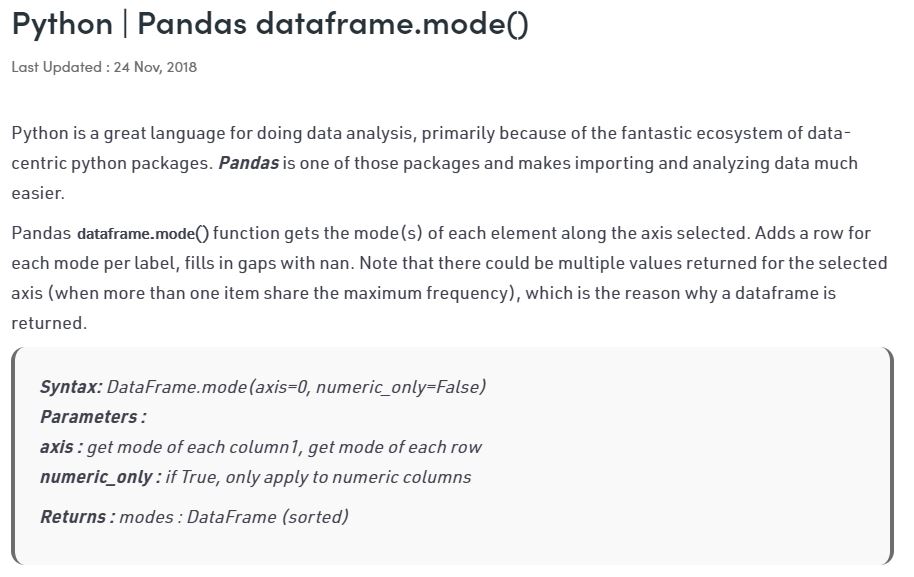 Python | Pandas dataframe.mode()
Last Updated : 24 Nov, 2018
Python is a great language for doing data analysis, primarily because of the fantastic ecosystem of data-
centric python packages. Pandas is one of those packages and makes importing and analyzing data much
easier.
Pandas dataframe.mode() function gets the mode(s) of each element along the axis selected. Adds a row for
each mode per label, fills in gaps with nan. Note that there could be multiple values returned for the selected
axis (when more than one item share the maximum frequency), which is the reason why a dataframe is
returned.
Syntax: DataFrame.mode(axis=0, numeric_only=False)
Parameters :
axis : get mode of each column1, get mode of each row
numeric_only : if True, only apply to numeric columns
Returns : modes : DataFrame (sorted)